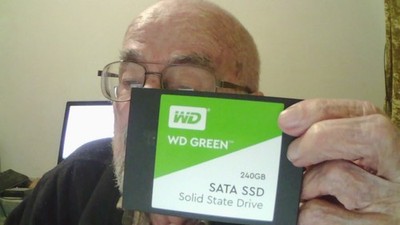 WD
WD GREEN™
240GB
SATA SSD
Solid State Drive